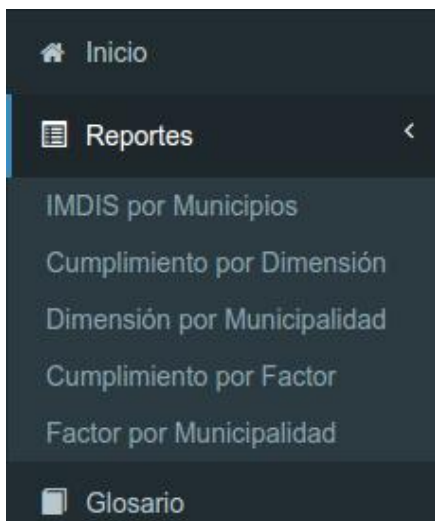 Inicio
Reportes
IMDIS por Municipios
Cumplimiento por Dimensión
Dimensión por Municipalidad
Cumplimiento por Factor
Factor por Municipalidad
Glosario